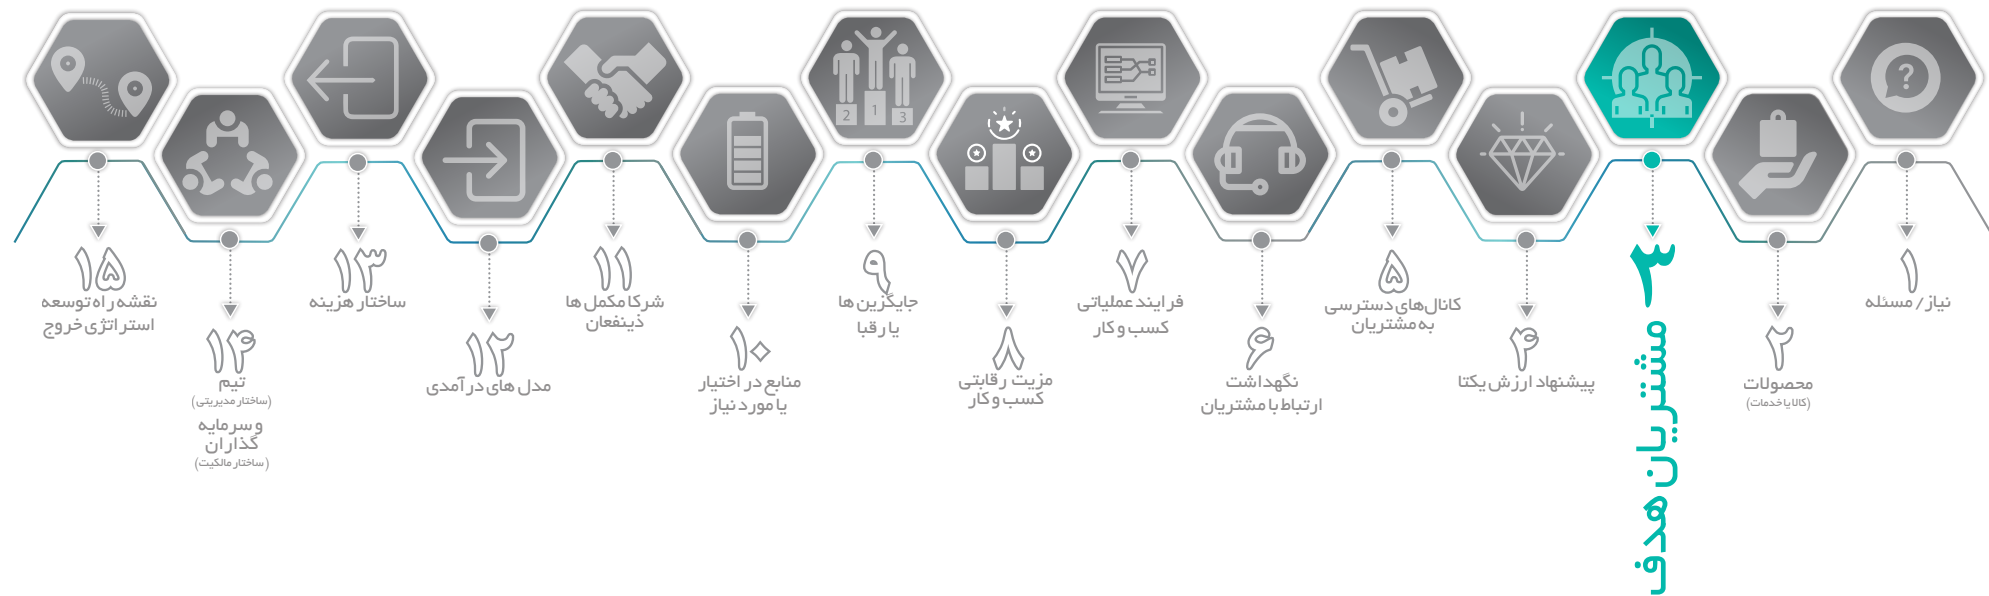 ۱
نیاز/ مسئله
۲
محصولات
(کالا یا خدمات)
۳ مشتریان هدف
۴
پیشنهاد ارزش یکتا
۵
کانال‌های دسترسی
به مشتریان
۶
نگهداشت
ارتباط با مشتریان
۷
فرایند عملیاتی
کسب و کار
۸
مزیت رقابتی
کسب و کار
۹
جایگزین ها
یا رقبا
2 1 3
۱۰
منابع در اختیار
یا مورد نیاز
۱۱
شرکا مکمل ها
ذینفعان
۱۲
مدل های درآمدی
۱۳
ساختار هزینه
۱۴
تیم
(ساختار مدیریتی)
و سرمایه
گذاران
(ساختار مالکیت)
۱۵
نقشه راه توسعه
استراتژی خروج